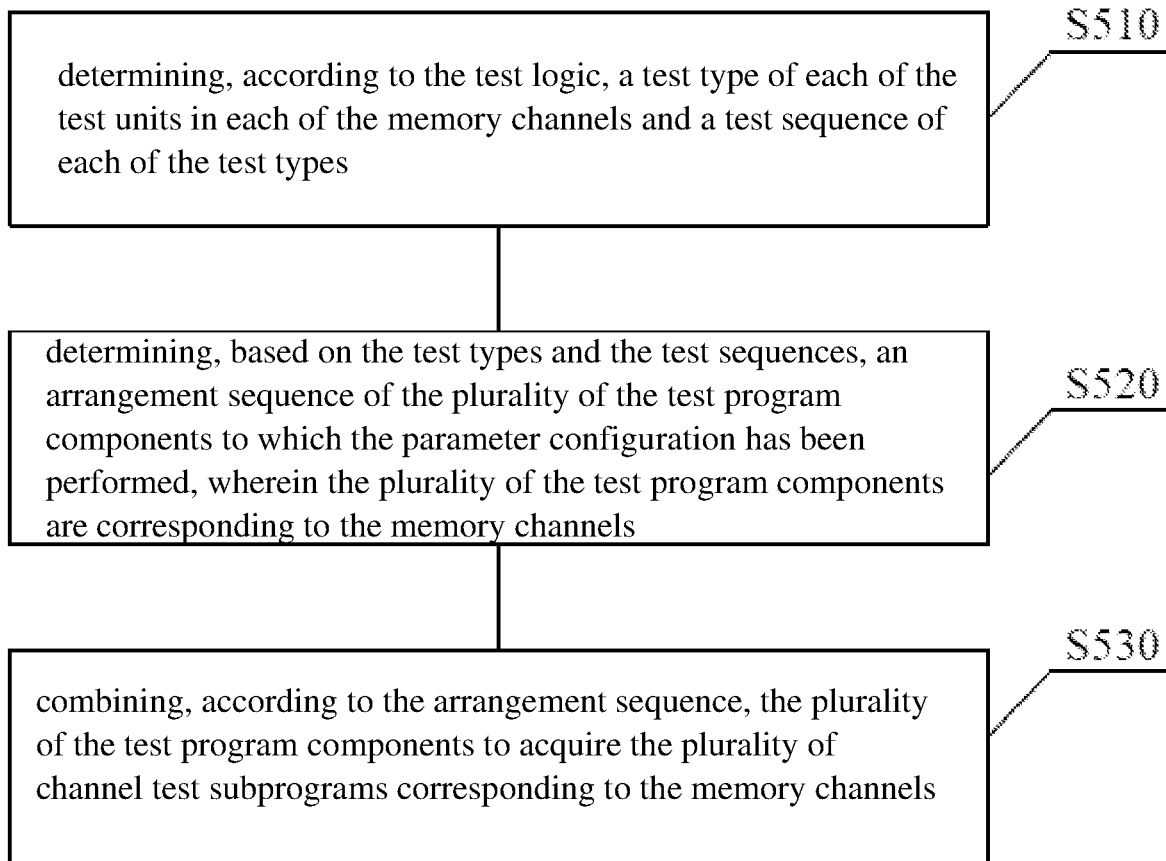 S510
determining, according to the test logic, a test type of each of the
test units in each of the memory channels and a test sequence of
each of the test types
S520
determining, based on the test types and the test sequences, an
arrangement sequence of the plurality of the test program
components to which the parameter configuration has been
performed, wherein the plurality of the test program components
are corresponding to the memory channels
S530
combining, according to the arrangement sequence, the plurality
of the test program components to acquire the plurality of
channel test subprograms corresponding to the memory channels